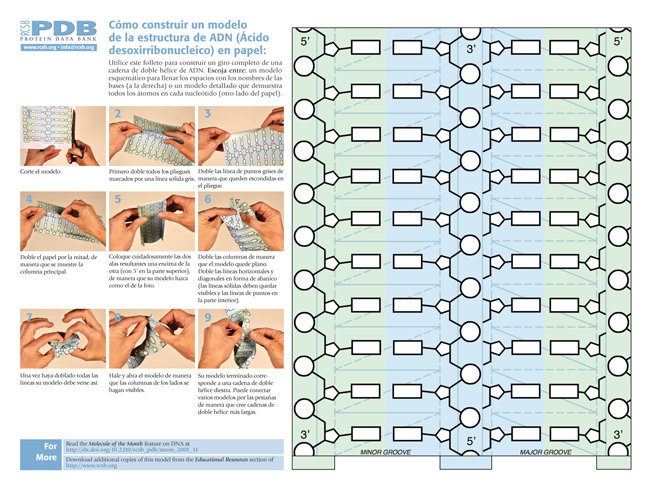 RCSB
PDB
PROTEIN DATA BANK
www.rcsb.org • info@rcsb.org
Cómo construir un modelo
de la estructura de ADN (Ácido
desoxirribonucleico) en papel:
Utilice este folleto para construir un giro completo de una
cadena de doble hélice de ADN. Escoja entre: un modelo
esquemático para llenar los espacios con los nombres de las
bases (a la derecha) o un modelo detallado que demuestra
todos los átomos en cada nucleótido (otro lado del papel).
1
Corte el modelo.
2
Primero doble todos los pliegues
marcados por una línea sólida gris.
3
Doble las línea de puntos grises de
manera que queden escondidas en
el pliegue.
4
Doble el papel por la mitad, de
manera que se muestre la
columna principal.
5
Coloque cuidadosamente las dos
alas resultantes una encima de la
otra (con 5' en la parte superior),
de manera que su modelo luzca
como el de la foto.
6
Doble las columnas de manera
que el modelo quede plano.
Doble las líneas horizontales y
diagonales en forma de abanico
(las líneas sólidas deben quedar
visibles y las líneas de puntos en
la parte interior).
7
Una vez haya doblado todas las
líneas su modelo debe verse así.
8
Hale y abra el modelo de manera
que las columnas de los lados se
hagan visibles.
9
Su modelo terminado corre-
sponde a una cadena de doble
hélice diestra. Puede conectar
varios modelos por las pestañas
de manera que cree cadenas de
doble hélice más largas.
For
More
Read the Molecule of the Month feature on DNA at
http://dx.doi.org/10.2210/rcsb_pdb/mom_2001_11
Download additional copies of this model from the Educational Resources section of
http://www.rcsb.org
5'
3'
5'
3'
5'
3'
MINOR GROOVE
MAJOR GROOVE